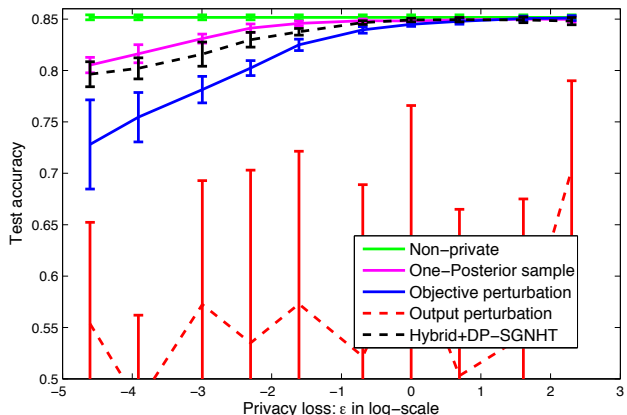 0.85
0.8
0.75
0.7
0.65
0.6
0.55
0.5
Test accuracy
Non−private
One−Posterior sample
Objective perturbation
Output perturbation
Hybrid+DP−SGNHT
−5 −4 −3 −2 −1 0 1 2 3
Privacy loss: ε in log−scale